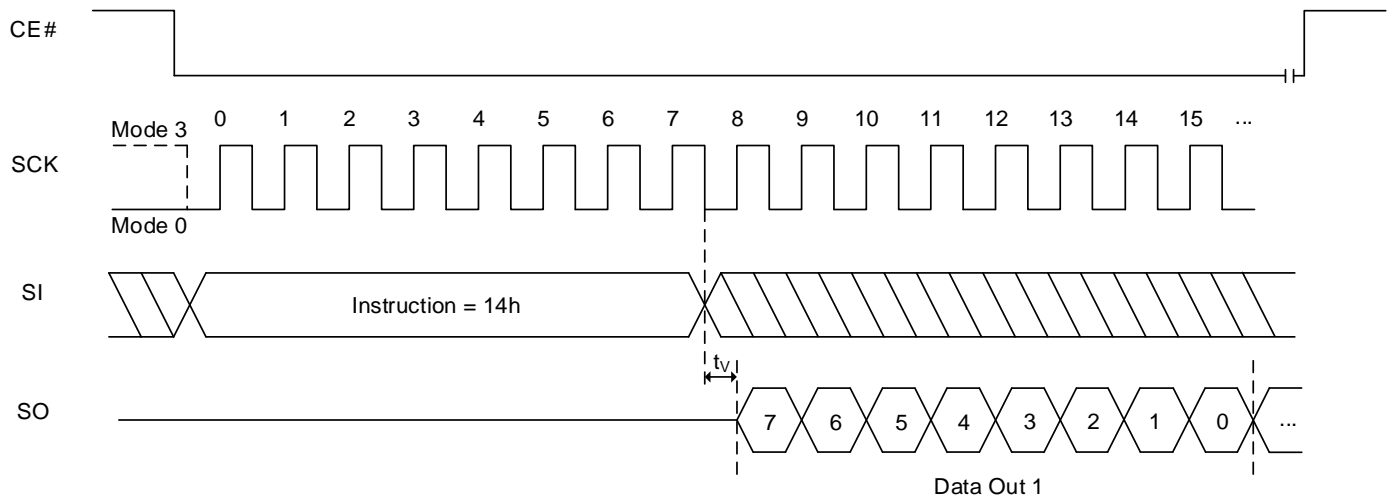 CE#
Mode 3
0 1 2 3 4 5 6 7 8 9 10 11 12 13 14 15 ...
SCK
Mode 0
SI
Instruction = 14h
tV
SO
7 6 5 4 3 2 1 0 ...
Data Out 1